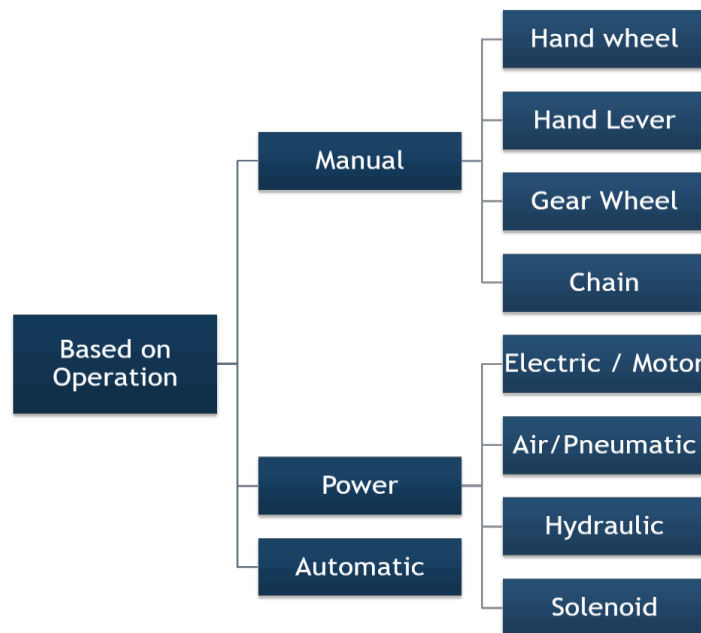 Hand wheel
Hand Lever
Manual
Gear Wheel
Chain
Based on
Operation
Electric / Motor
Air/Pneumatic
Power
Hydraulic
Automatic
Solenoid